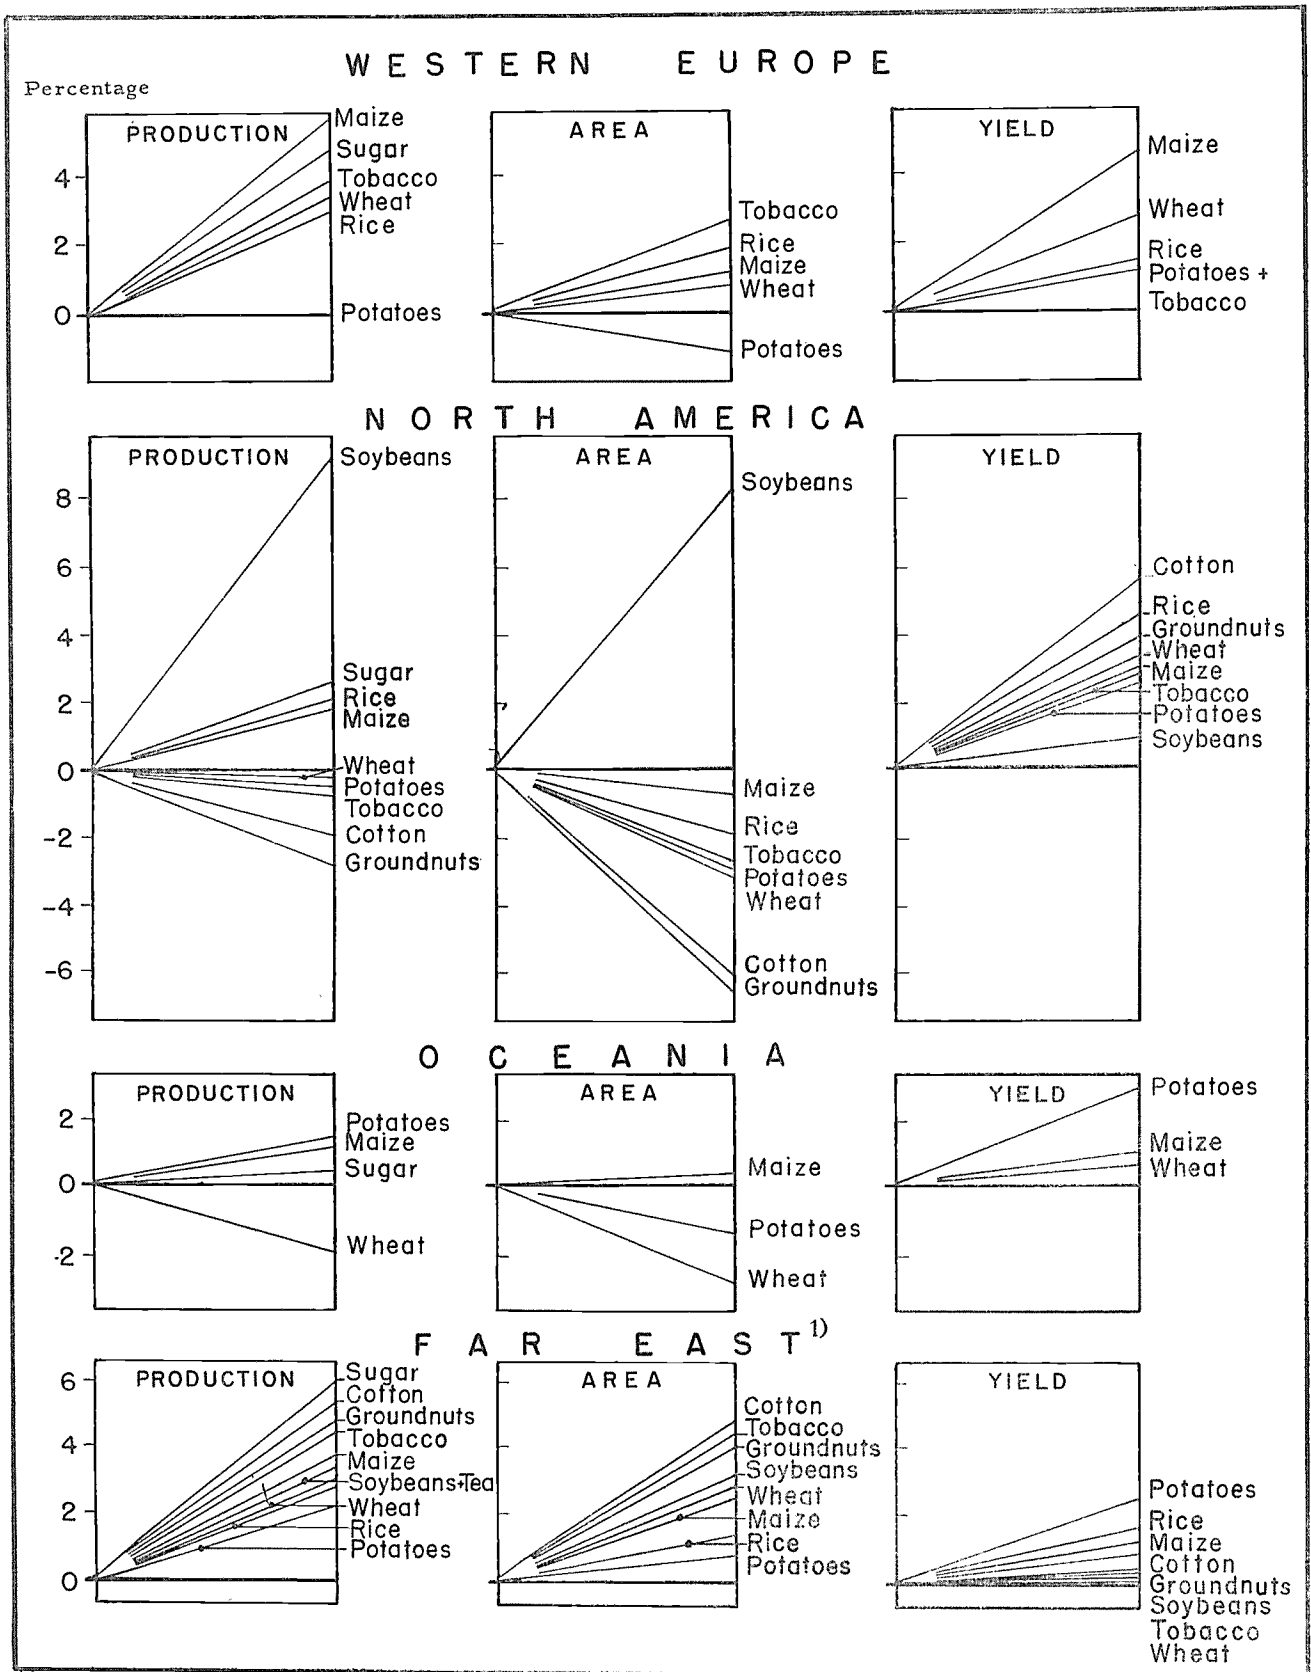 WESTERN EUROPE
Percentage
PRODUCTION
4
2
0
Maize
Sugar
Tobacco
Wheat
Rice
Potatoes
AREA
Tobacco
Rice
Maize
Wheat
Potatoes
YIELD
Maize
Wheat
Rice
Potatoes +
Tobacco
NORTH AMERICA
PRODUCTION
8
6
4
2
0
-2
-4
-6
Soybeans
Sugar
Rice
Maize
Wheat
Potatoes
Tobacco
Cotton
Groundnuts
AREA
Soybeans
Maize
Rice
Tobacco
Potatoes
Wheat
Cotton
Groundnuts
YIELD
Cotton
Rice
Groundnuts
Wheat
Maize
Tobacco
Potatoes
Soybeans
OCEANIA
PRODUCTION
2
0
-2
Potatoes
Maize
Sugar
Wheat
AREA
Maize
Potatoes
Wheat
YIELD
Potatoes
Maize
Wheat
FAR EAST 1)
PRODUCTION
6
4
2
0
Sugar
Cotton
Groundnuts
Tobacco
Maize
Soybeans+Tea
Wheat
Rice
Potatoes
AREA
Cotton
Tobacco
Groundnuts
Soybeans
Wheat
Maize
Rice
Potatoes
YIELD
Potatoes
Rice
Maize
Cotton
Groundnuts
Soybeans
Tobacco
Wheat